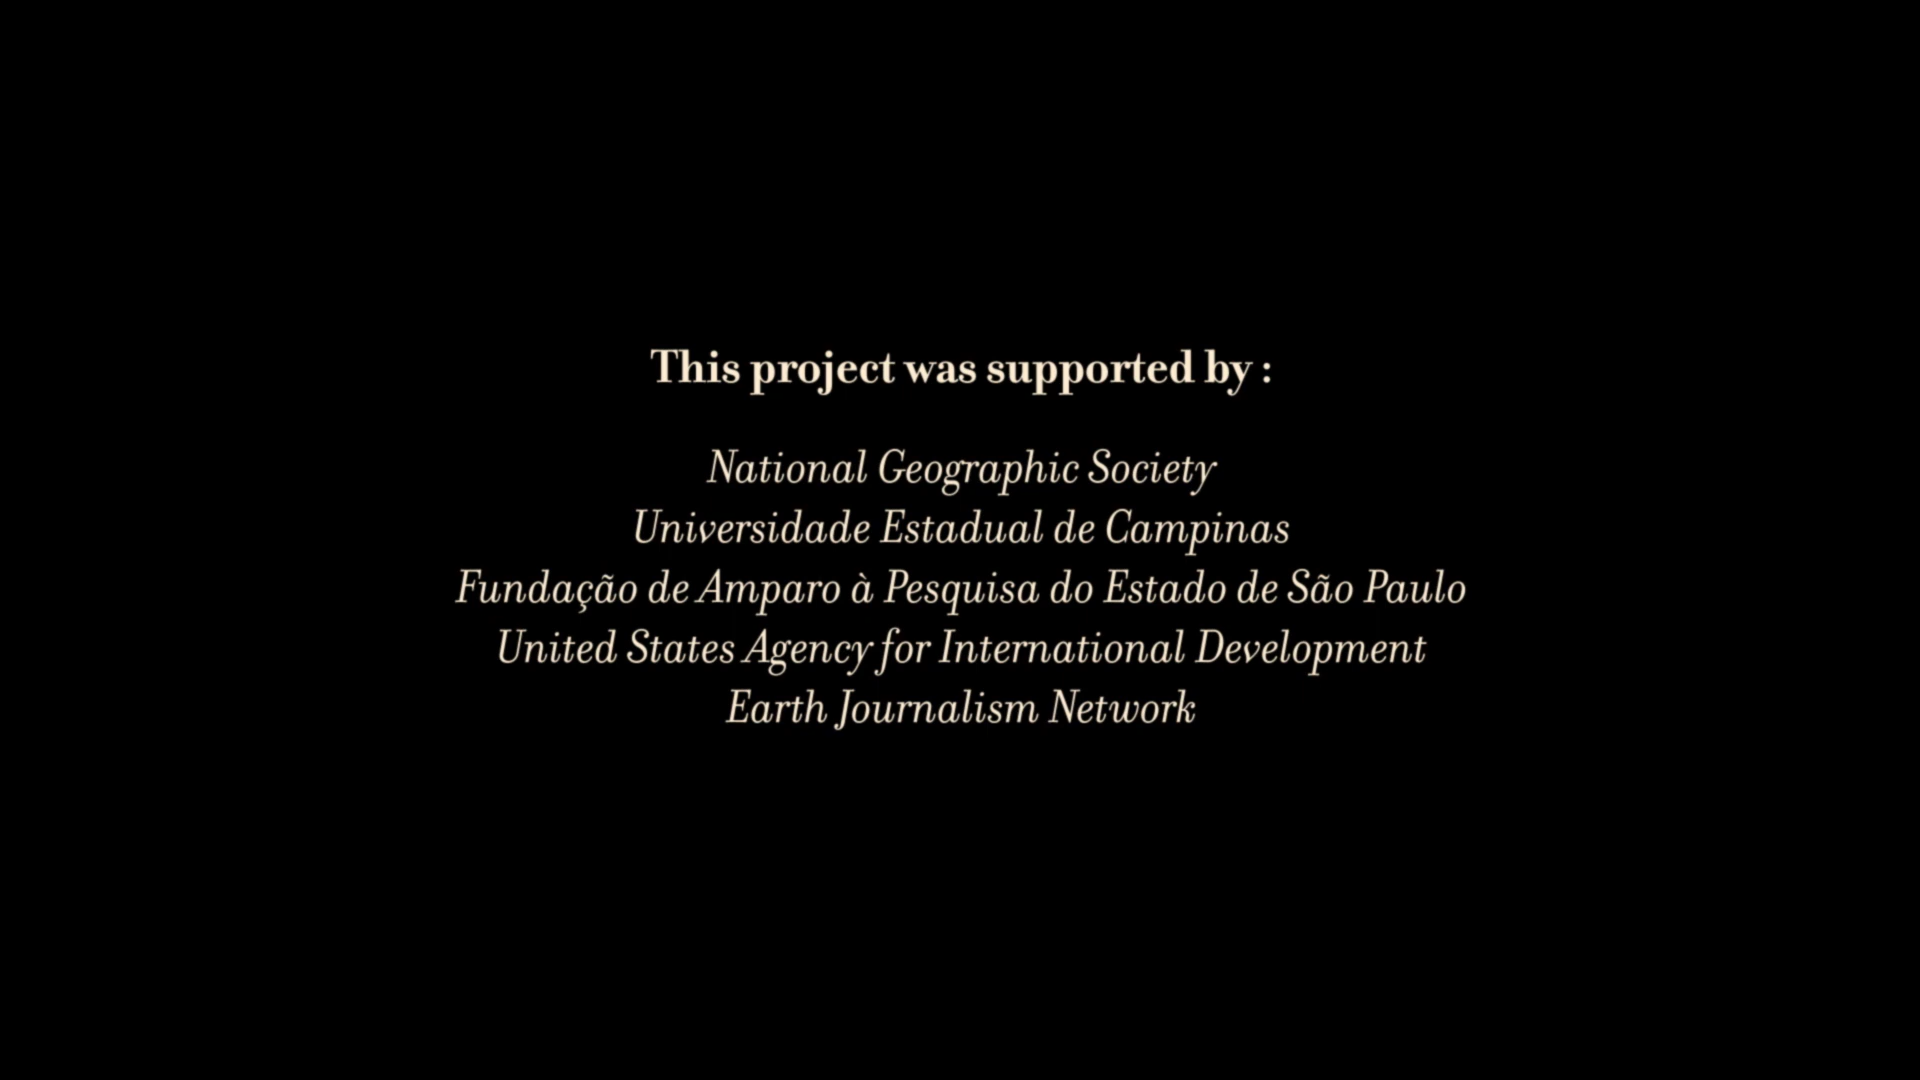 This project was supported by :
National Geographic Society
Universidade Estadual de Campinas
Fundação de Amparo à Pesquisa do Estado de São Paulo
United States Agency for International Development
Earth Journalism Network